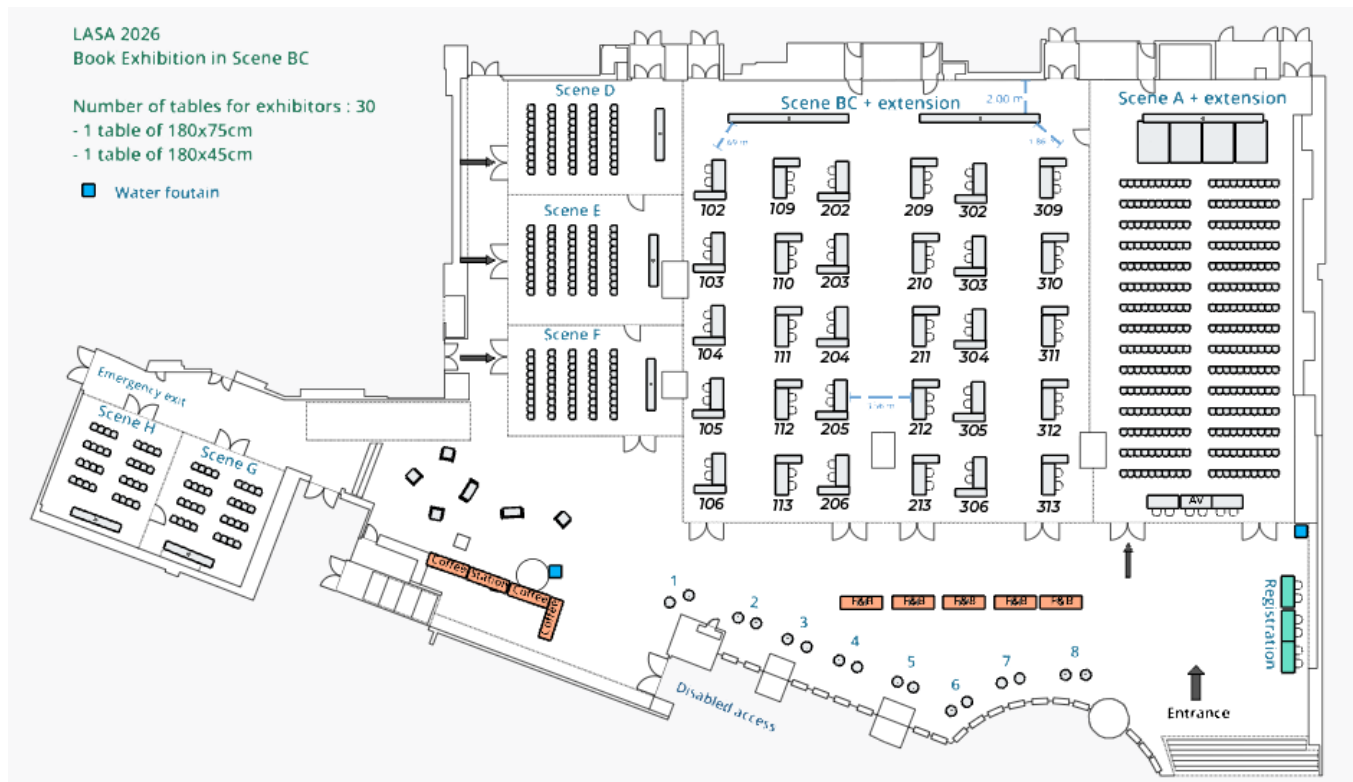 LASA 2026
Book Exhibition in Scene BC
Number of tables for exhibitors : 30
- 1 table of 180x75cm
- 1 table of 180x45cm
Water foutain
Scene D
Scene BC + extension
2.00 m
Scene A + extension
102 109 202 209 302 309
Scene E
103 110 203 210 303 310
Scene F
104 111 204 211 304 311
105 112 205 212 305 312
106 113 206 213 306 313
AV
Emergency exit
Scene H
Scene G
Coffee Station Coffee
Coffee
1
2
3
4
5
6
7
8
F&B F&B F&B F&B F&B
Registration
Disabled access
Entrance